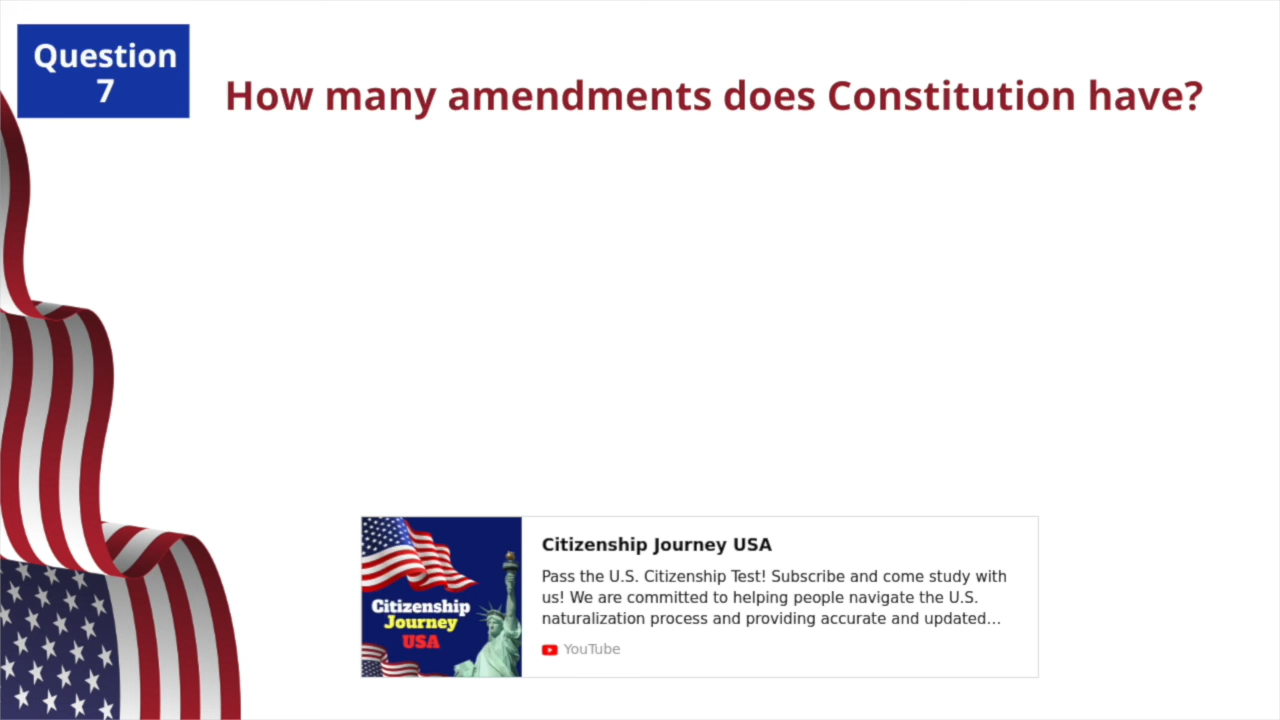 Question
7
How many amendments does Constitution have?
Citizenship
Journey
USA
Citizenship Journey USA
Pass the U.S. Citizenship Test! Subscribe and come study with
us! We are committed to helping people navigate the U.S.
naturalization process and providing accurate and updated...
YouTube